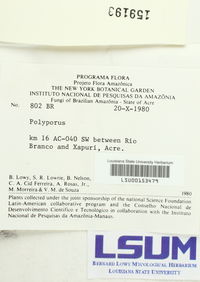 159193
PROGRAMA FLORA
Projeto Flora Amazônica
THE NEW YORK BOTANICAL GARDEN
INSTITUTO NACIONAL DE PESQUISAS DA AMAZÔNIA
Fungi of Brazilian Amazônia - State of Acre
No. 802 BR 20-X-1980
Polyporus
km 16 AC-040 SW between Rio
Branco and Xapuri, Acre.
Louisiana State University Herbarium
LSU00153479
B. Lowy, S. R. Lowrie, B. Nelson,
C. A. Cid Ferreira, A. Rosas, Jr.,
M. Morreira & V. M. de Souza
1980
Plants collected under the joint sponsorship of the national Science Foundation
Latin-American collaborative program and the Conselho Nacional de
Desenvolvimento Científico e Tecnológico in collaboration with the Instituto
Nacional de Pesquisas da Amazônia-Manaus.
LSUM
BERNARD LOWY MYCOLOGICAL HERBARIUM
LOUISIANA STATE UNIVERSITY